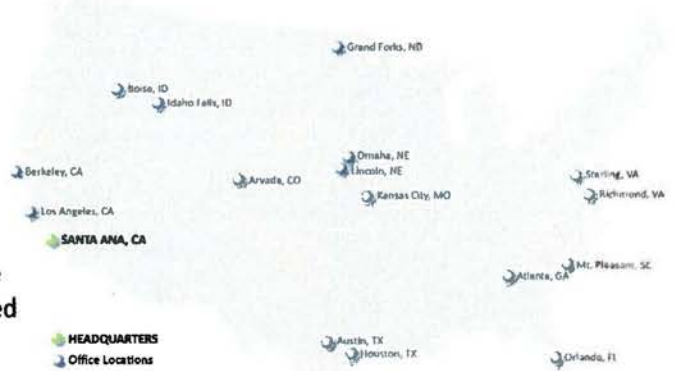 Grand Forks, ND
Boise, ID
Idaho Falls, ID
Omaha, NE
Berkeley, CA
Lincoln, NE
Arvada, CO
Sterling, VA
Kansas City, MO
Richmond, VA
Los Angeles, CA
SANTA ANA, CA
Mt. Pleasant, SC
Atlanta, GA
ed
HEADQUARTERS
Austin, TX
Office Locations
Houston, TX
Orlando, FL